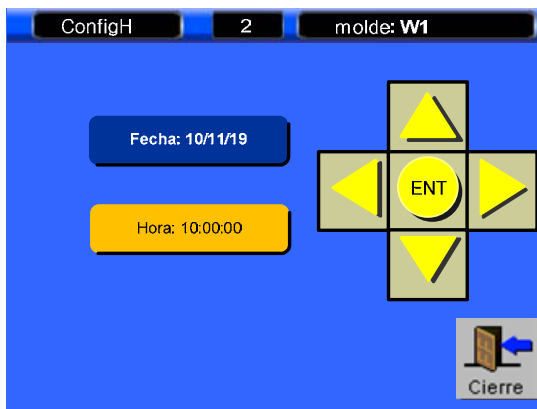 ConfigH 2 molde: W1
Fecha: 10/11/19
ENT
Hora: 10:00:00
Cierre